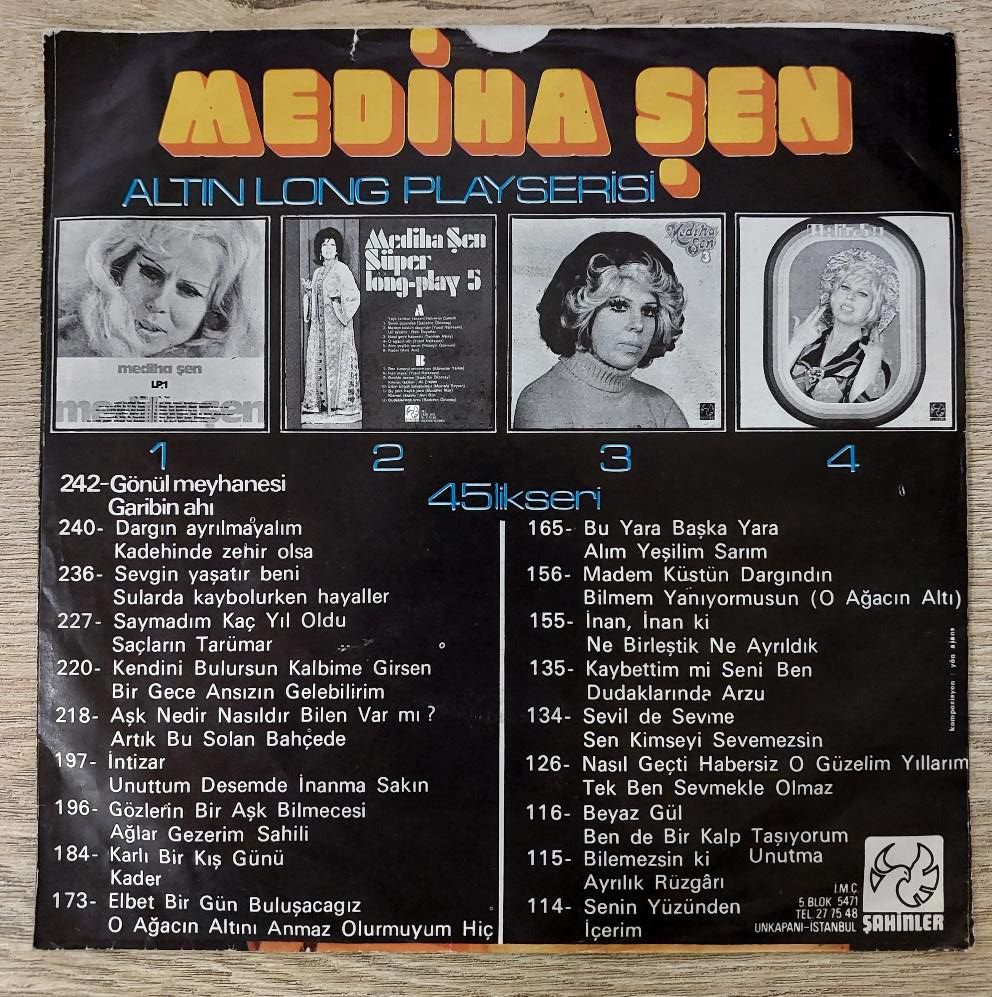 MEDİHA ŞEN
ALTIN LONG PLAY SERİSİ
mediha şen
LP.1
Mediha Şen
Süper
long-play 5
A
B
Mediha
Şen
3
1
2
3
4
45likseri
242-Gönül meyhanesi
Garibin ahı
240- Dargın ayrılmayalım
Kadehinde zehir olsa
236- Sevgin yaşatır beni
Sularda kaybolurken hayaller
227- Saymadım Kaç Yıl Oldu
Saçların Tarümar
220- Kendini Bulursun Kalbime Girsen
Bir Gece Ansızın Gelebilirim
218- Aşk Nedir Nasıldır Bilen Var mı ?
Artık Bu Solan Bahçede
197- İntizar
Unuttum Desemde İnanma Sakın
196- Gözlerin Bir Aşk Bilmecesi
Ağlar Gezerim Sahili
184- Karlı Bir Kış Günü
Kader
173- Elbet Bir Gün Buluşacagız
O Ağacın Altını Anmaz Olurmuyum Hiç
165- Bu Yara Başka Yara
Alım Yeşilim Sarım
156- Madem Küstün Dargındın
Bilmem Yanıyormusun (O Ağacın Altı)
155- İnan, İnan ki
Ne Birleştik Ne Ayrıldık
135- Kaybettim mi Seni Ben
Dudaklarında Arzu
134- Sevil de Sevme
Sen Kimseyi Sevemezsin
126- Nasıl Geçti Habersiz O Güzelim Yıllarım
Tek Ben Sevmekle Olmaz
116- Beyaz Gül
Ben de Bir Kalp Taşıyorum
115- Bilemezsin ki Unutma
Ayrılık Rüzgârı
114- Senin Yüzünden
İçerim
kompozisyon : yön ajans
İ.M.Ç.
5.BLOK 5471
TEL. 27 75 48
UNKAPANI-İSTANBUL
ŞAHİNLER